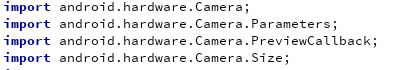 import android.hardware.Camera;
import android.hardware.Camera.Parameters;
import android.hardware.Camera.PreviewCallback;
import android.hardware.Camera.Size;